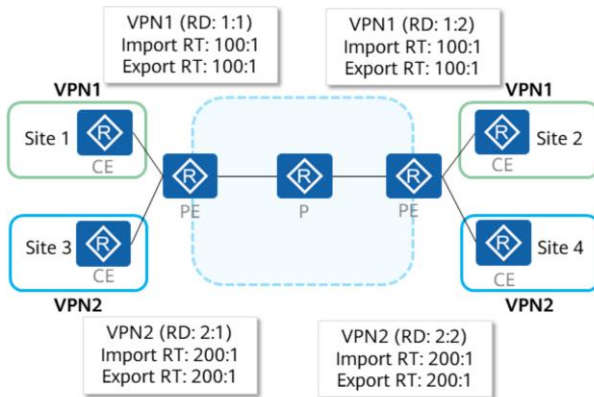 VPN1 (RD: 1:1)
Import RT: 100:1
Export RT: 100:1
VPN1 (RD: 1:2)
Import RT: 100:1
Export RT: 100:1
VPN1
VPN1
Site 1
R
CE
R
Site 2
CE
R
PE
R
P
R
PE
Site 3
R
CE
R
Site 4
CE
VPN2
VPN2
VPN2 (RD: 2:1)
Import RT: 200:1
Export RT: 200:1
VPN2 (RD: 2:2)
Import RT: 200:1
Export RT: 200:1